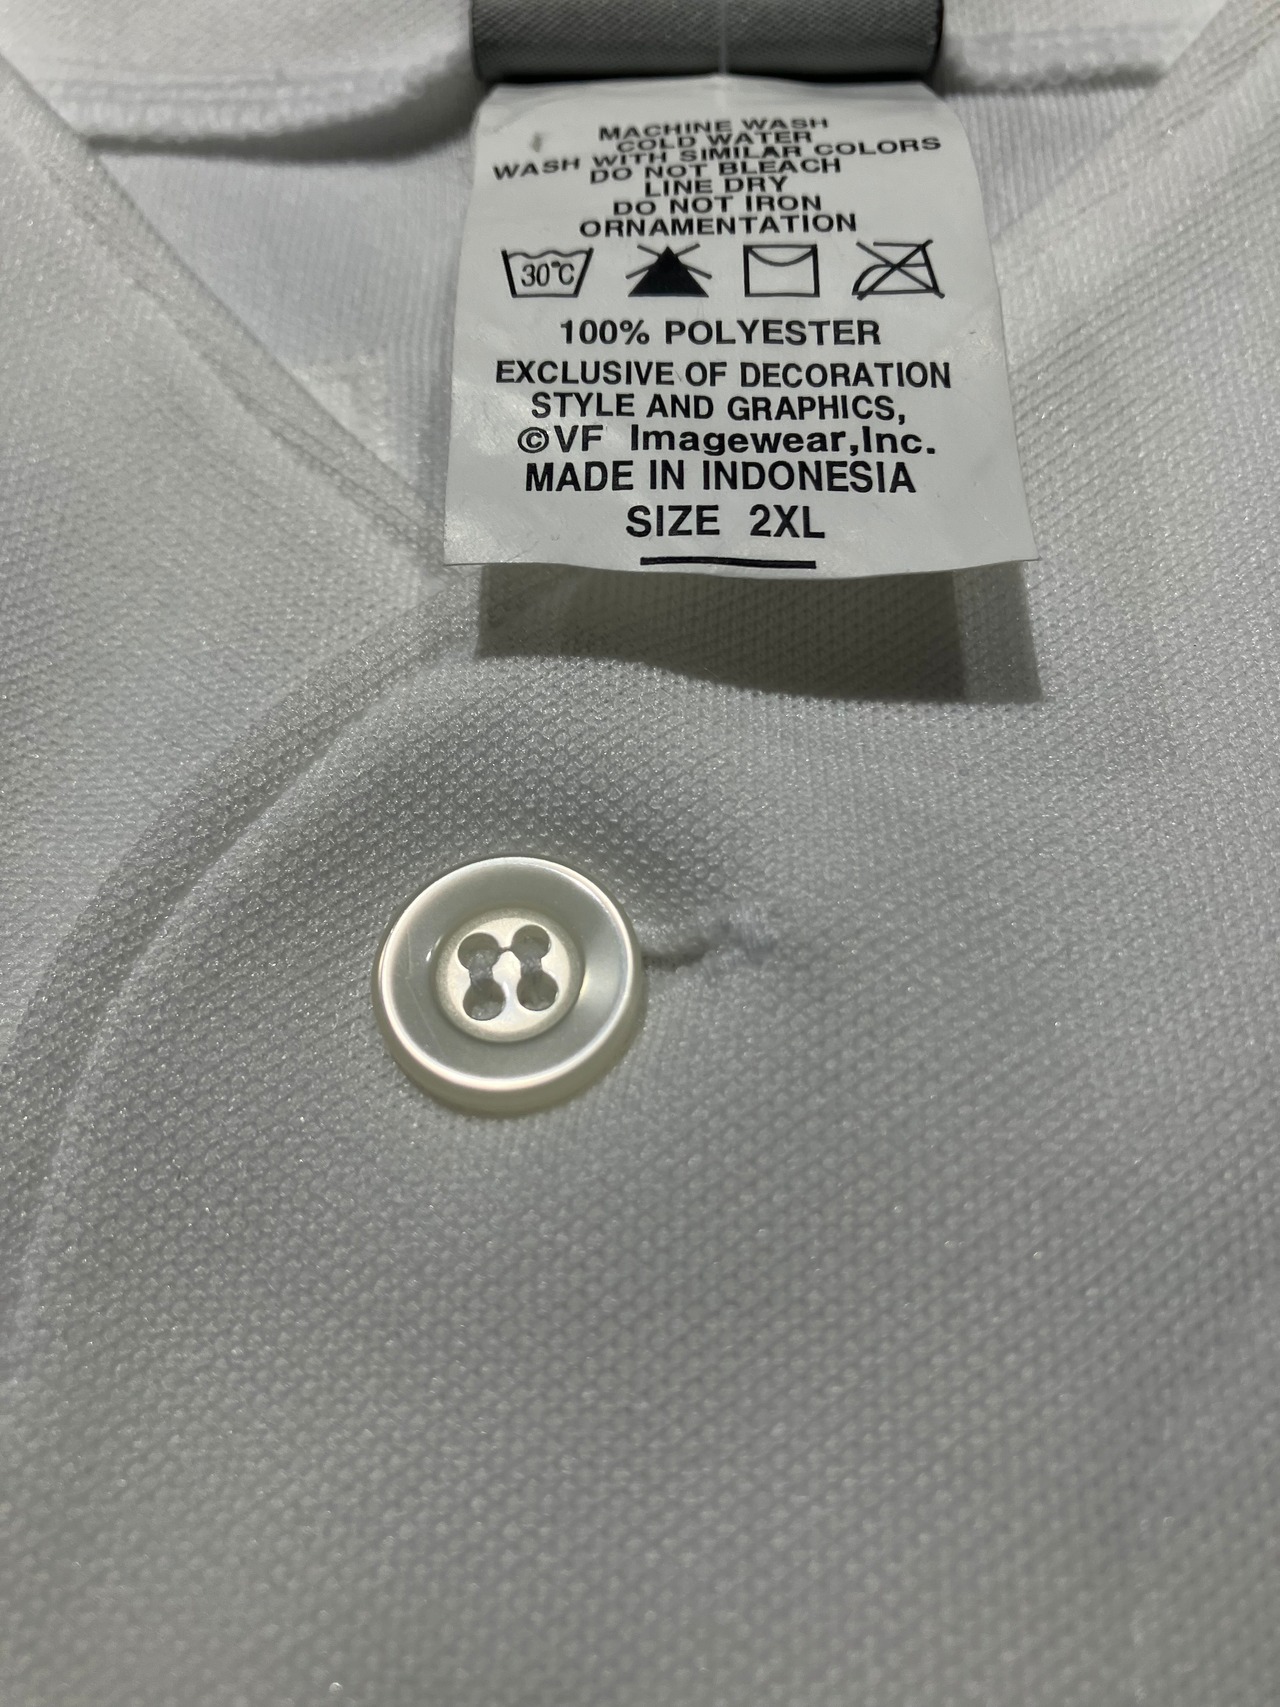 MACHINE WASH
COLD WATER
WASH WITH SIMILAR COLORS
DO NOT BLEACH
LINE DRY
DO NOT IRON
ORNAMENTATION
30°C
100% POLYESTER
EXCLUSIVE OF DECORATION
STYLE AND GRAPHICS,
©VF Imagewear,Inc.
MADE IN INDONESIA
SIZE 2XL